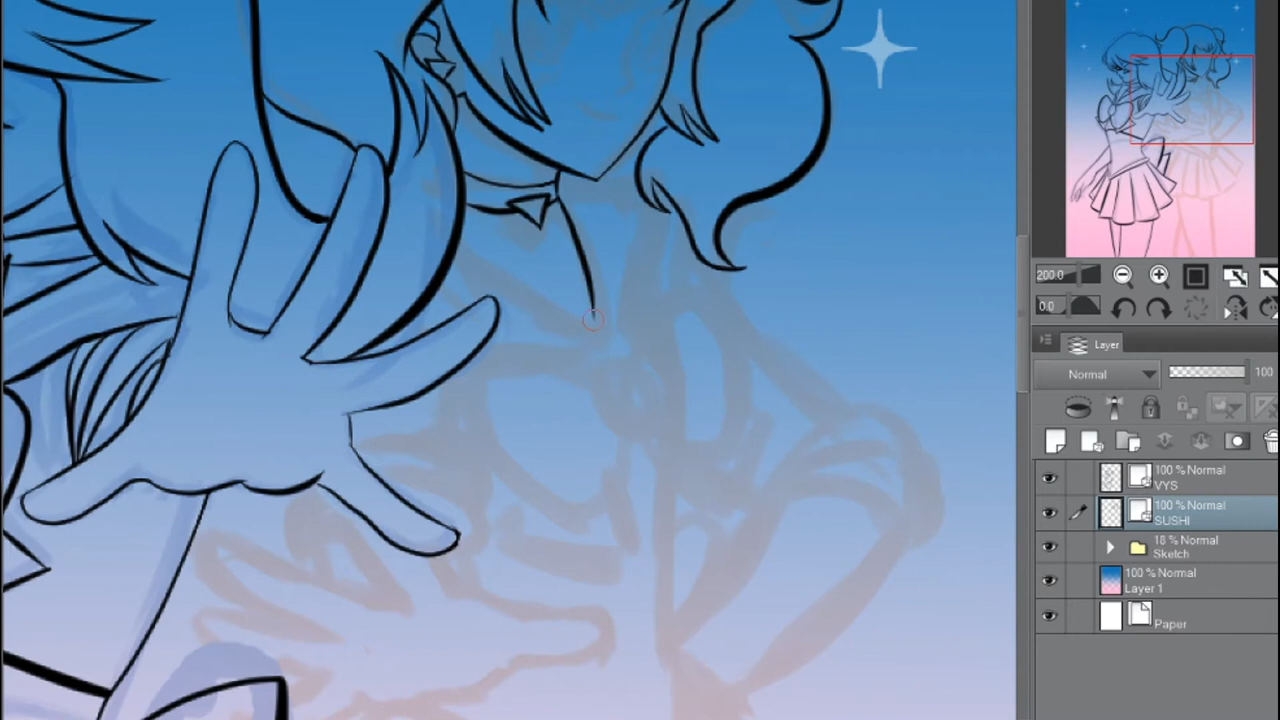 200.0
0.0
Layer
Normal
100
100 % Normal
VYS
100 % Normal
SUSHI
18 % Normal
Sketch
100 % Normal
Layer 1
Paper